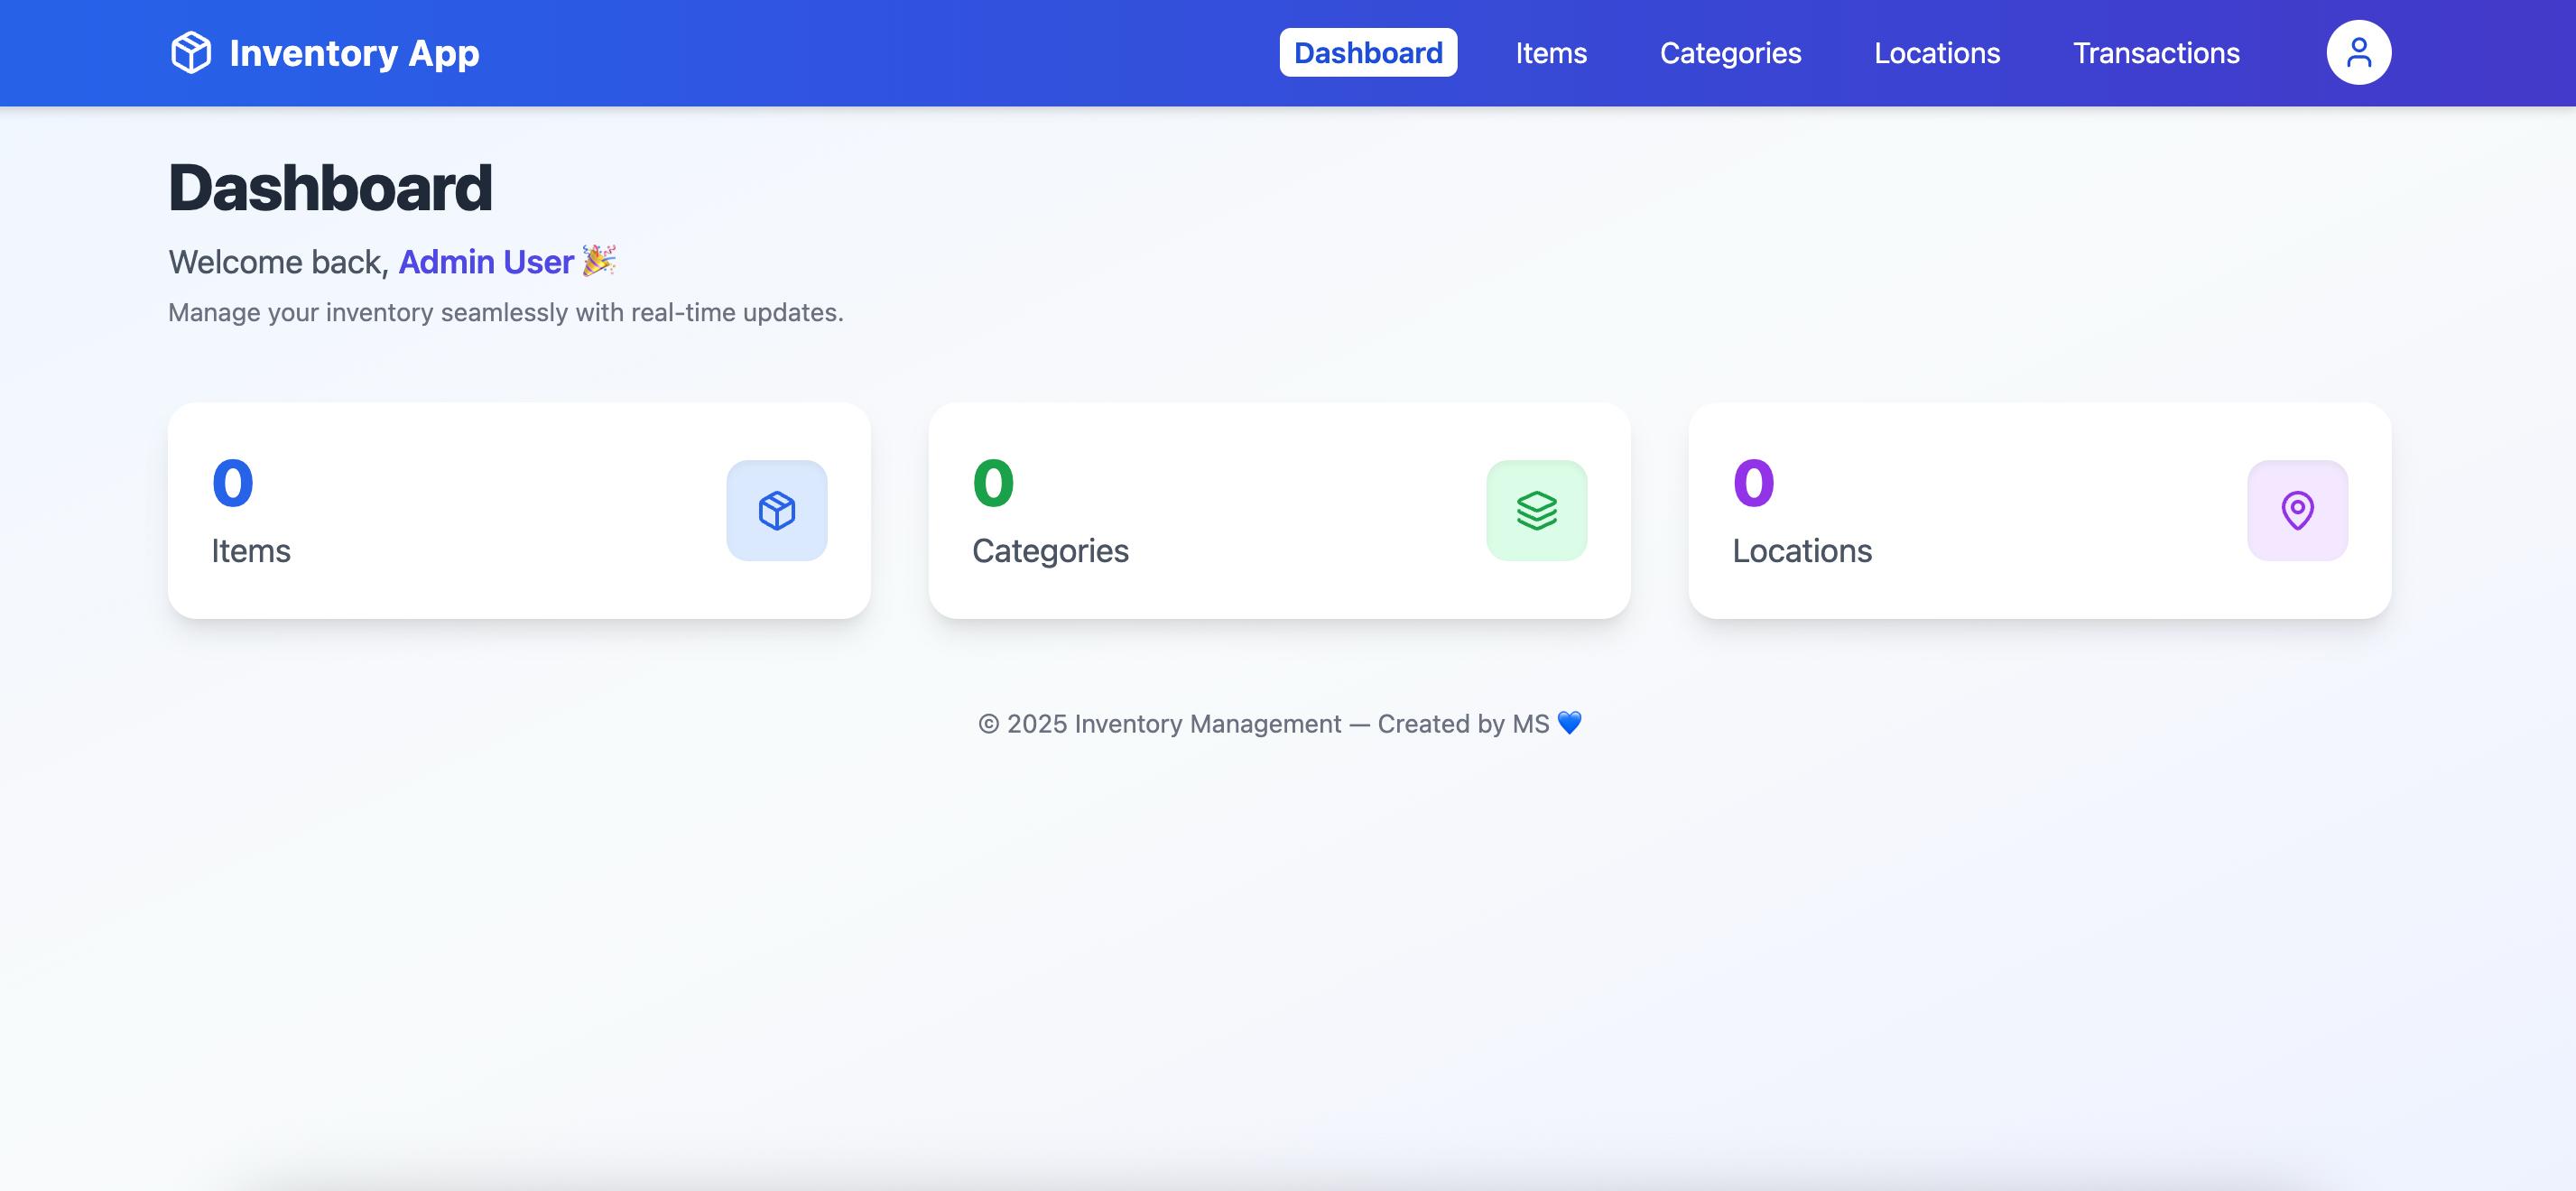 Inventory App
Dashboard Items Categories Locations Transactions
Dashboard
Welcome back, Admin User 🎉
Manage your inventory seamlessly with real-time updates.
0
Items
0
Categories
0
Locations
© 2025 Inventory Management — Created by MS 💙